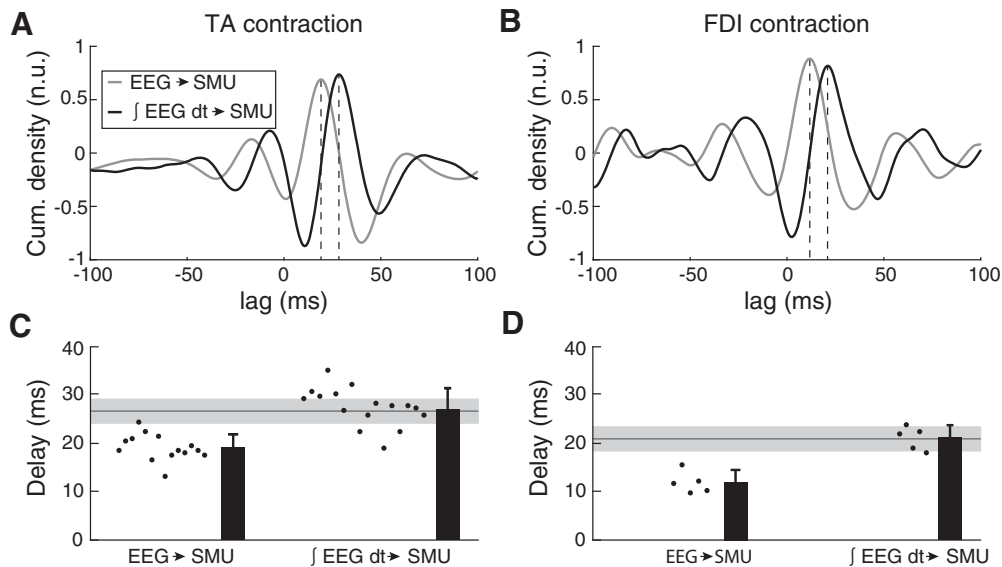 A
TA contraction
B
FDI contraction
Cum. density (n.u.)
1
0.5
0
-0.5
-1
EEG → SMU
∫ EEG dt → SMU
-100
-50
0
50
100
lag (ms)
Cum. density (n.u.)
1
0.5
0
-0.5
-1
-100
-50
0
50
100
lag (ms)
C
Delay (ms)
40
30
20
10
0
EEG → SMU
∫ EEG dt → SMU
D
Delay (ms)
40
30
20
10
0
EEG → SMU
∫ EEG dt → SMU